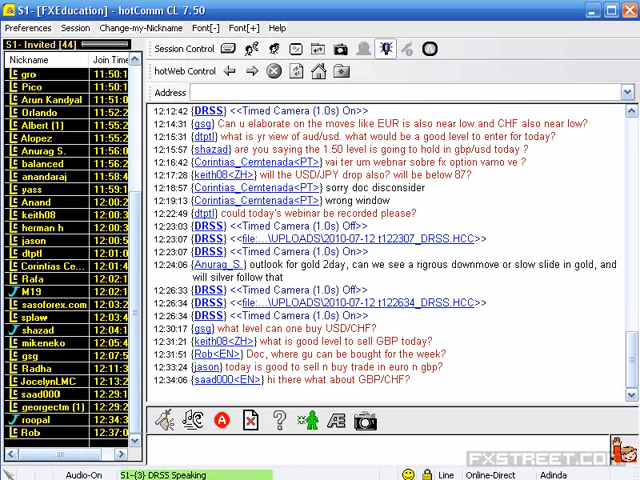 S1- [FXEducation] - hotComm CL 7.50
Preferences Session Change-my-Nickname Font[-] Font[+] Help
S1- Invited [44]
Session Control
hotWeb Control
Address
Nickname Join Time
gro 11:50:1
Pico 11:50:1
Arun Kandyal 11:51:0
Orlando 11:52:2
Albert (1) 11:52:2
Alopez 11:55:2
Anurag S. 11:56:2
balanced 11:56:2
anandaraj 11:58:4
yass 11:59:1
Anand 12:00:2
keith08 12:00:2
herman h 12:00:2
jason 12:00:2
dtptl 12:01:0
Corintias Ce... 12:01:4
Rafa 12:02:1
M19 12:02:1
sasoforex.com 12:03:0
splaw 12:03:4
shazad 12:04:1
mikeneko 12:05:4
gsg 12:07:5
Radha 12:11:2
JocelynLMC 12:13:2
saad000 12:29:1
georgectm (1) 12:29:2
roopal 12:34:3
Rob 12:37:0
12:12:42 {DRSS} <<Timed Camera (1.0s) On>>
12:14:31 {gsg} Can u elaborate on the moves like EUR is also near low and CHF also near low?
12:15:31 {dtptl} what is yr view of aud/usd. what would be a good level to enter for today?
12:15:37 {shazad} are you saying the 1.50 level is going to hold in gbp/usd today ?
12:16:42 {Corintias_Cemtenada<PT>} vai ter um webnar sobre fx option vamo ve ?
12:17:28 {keith08<ZH>} will the USD/JPY drop also? will be below 87?
12:18:57 {Corintias_Cemtenada<PT>} sorry doc disconsider
12:19:13 {Corintias_Cemtenada<PT>} wrong window
12:22:49 {dtptl} could today's webinar be recorded please?
12:23:03 {DRSS} <<Timed Camera (1.0s) Off>>
12:23:07 {DRSS} <<file:...\UPLOADS\2010-07-12 t122307_DRSS.HCC>>
12:23:07 {DRSS} <<Timed Camera (1.0s) On>>
12:24:06 {Anurag_S.} outlook for gold 2day, can we see a rigrous downmove or slow slide in gold, and
will silver follow that
12:26:33 {DRSS} <<Timed Camera (1.0s) Off>>
12:26:34 {DRSS} <<file:...\UPLOADS\2010-07-12 t122634_DRSS.HCC>>
12:26:34 {DRSS} <<Timed Camera (1.0s) On>>
12:30:17 {gsg} what level can one buy USD/CHF?
12:31:21 {keith08<ZH>} what is good level to sell GBP today?
12:31:51 {Rob<EN>} Doc, where gu can be bought for the week?
12:33:24 {jason} today is good to sell n buy trade in euro n gbp?
12:34:06 {saad000<EN>} hi there what about GBP/CHF?
FXSTREET.CO
Audio-On S1-{3} DRSS Speaking Line Online-Direct Adinda